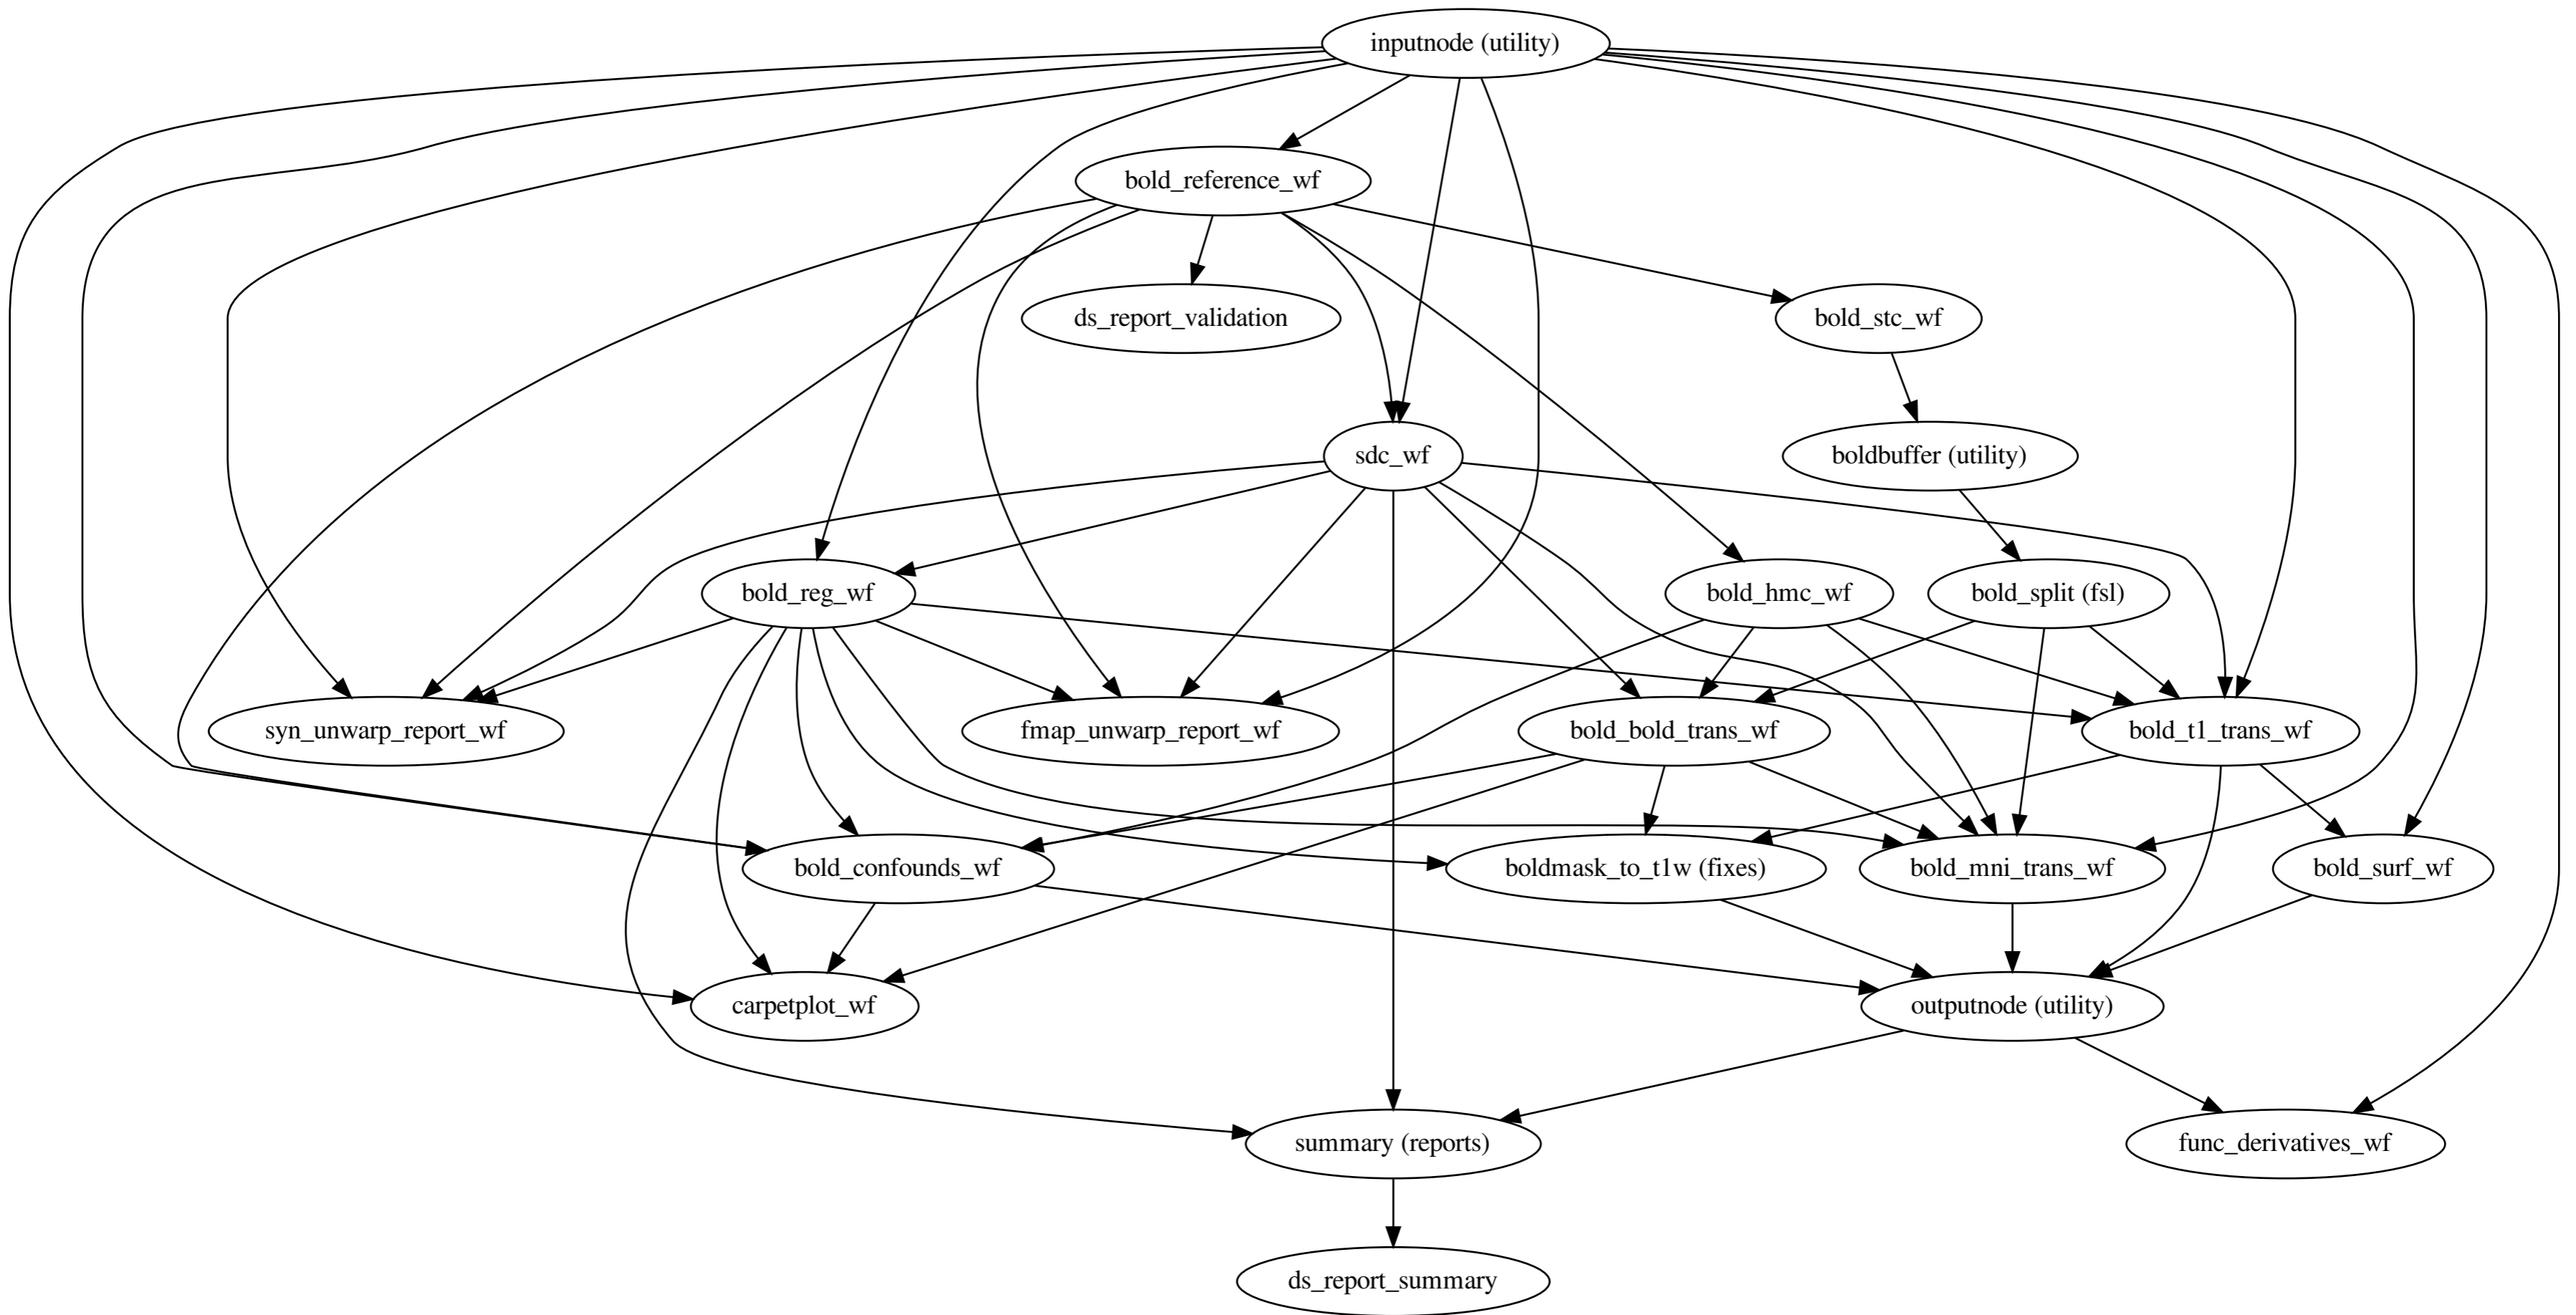 inputnode (utility)
bold_reference_wf
ds_report_validation
bold_stc_wf
sdc_wf
boldbuffer (utility)
bold_reg_wf
bold_hmc_wf
bold_split (fsl)
syn_unwarp_report_wf
fmap_unwarp_report_wf
bold_bold_trans_wf
bold_t1_trans_wf
bold_confounds_wf
boldmask_to_t1w (fixes)
bold_mni_trans_wf
bold_surf_wf
carpetplot_wf
outputnode (utility)
summary (reports)
func_derivatives_wf
ds_report_summary